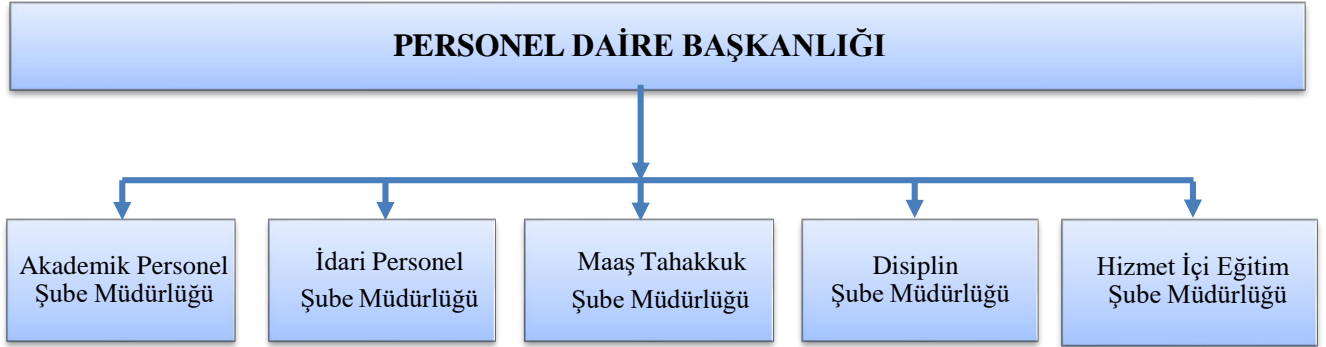 PERSONEL DAİRE BAŞKANLIĞI
Akademik Personel
Şube Müdürlüğü
İdari Personel
Şube Müdürlüğü
Maaş Tahakkuk
Şube Müdürlüğü
Disiplin
Şube Müdürlüğü
Hizmet İçi Eğitim
Şube Müdürlüğü